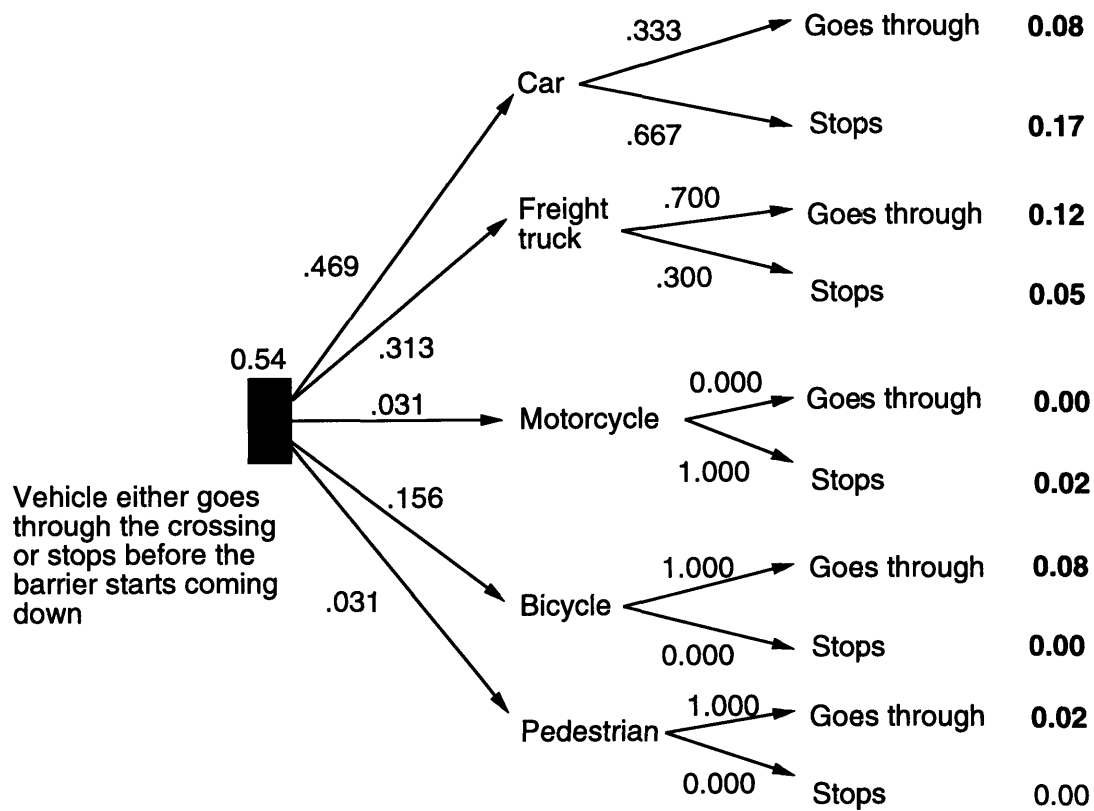 .333
Goes through 0.08
Car
.667
Stops 0.17
.700
Freight
truck
Goes through 0.12
.469
.300
Stops 0.05
.313
0.54
0.000
Goes through 0.00
.031
Motorcycle
1.000
Stops 0.02
Vehicle either goes
through the crossing
or stops before the
barrier starts coming
down
.156
1.000
Goes through 0.08
.031
Bicycle
0.000
Stops 0.00
1.000
Goes through 0.02
Pedestrian
0.000
Stops 0.00